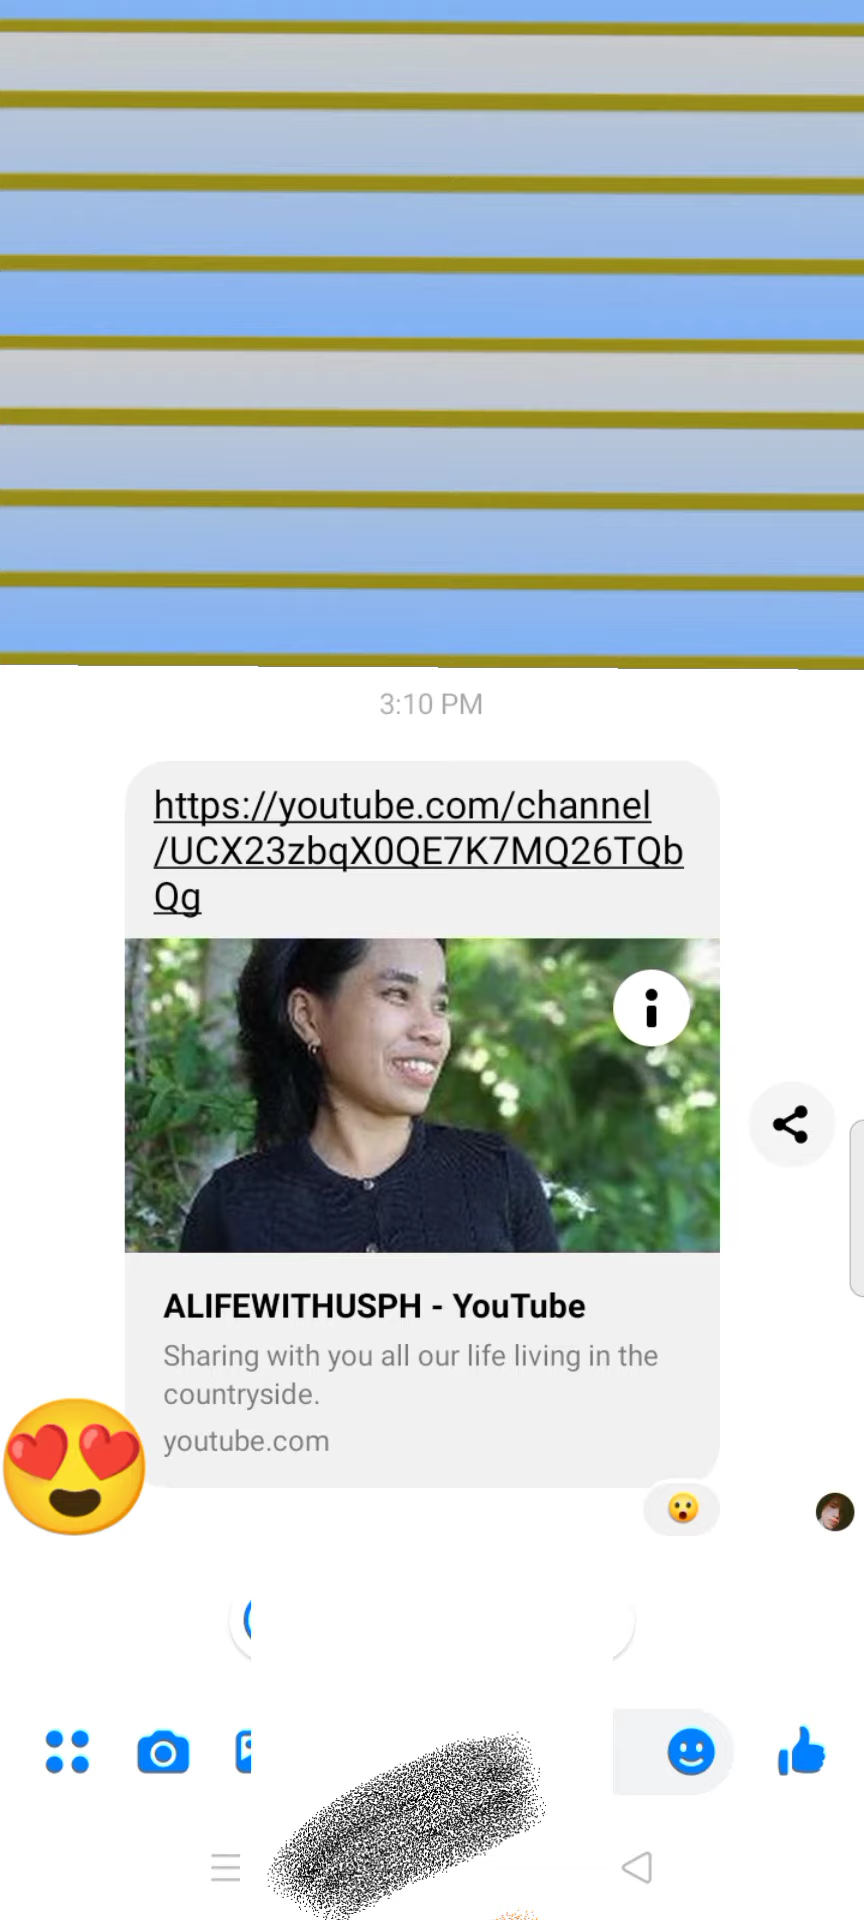 3:10 PM
https://youtube.com/channel
/UCX23zbqX0QE7K7MQ26TQb
Qg
ALIFEWITHUSPH - YouTube
Sharing with you all our life living in the
countryside.
youtube.com